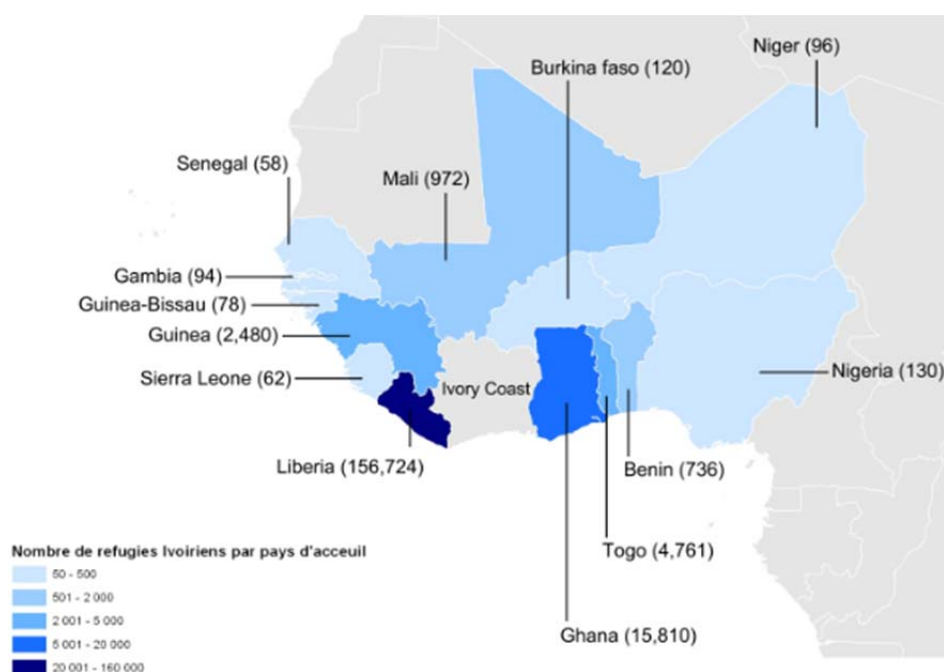 Niger (96)
Burkina faso (120)
Senegal (58)
Mali (972)
Gambia (94)
Guinea-Bissau (78)
Guinea (2,480)
Sierra Leone (62)
Ivory Coast
Nigeria (130)
Liberia (156,724)
Benin (736)
Togo (4,761)
Ghana (15,810)
Nombre de refugies Ivoiriens par pays d'acceuil
50 - 500
501 - 2 000
2 001 - 5 000
5 001 - 20 000
20 001 - 160 000